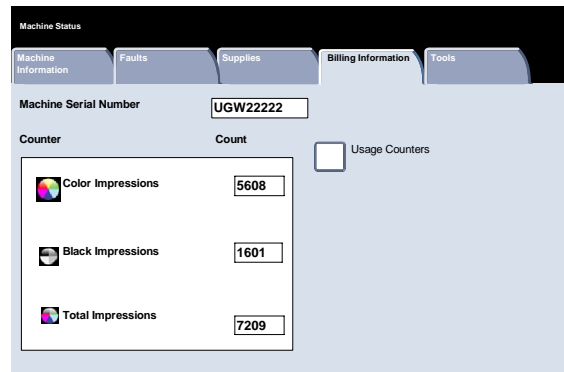 Machine Status
Machine Information
Faults
Supplies
Billing Information
Tools
Machine Serial Number
UGW22222
Counter
Count
Usage Counters
Color Impressions
5608
Black Impressions
1601
Total Impressions
7209